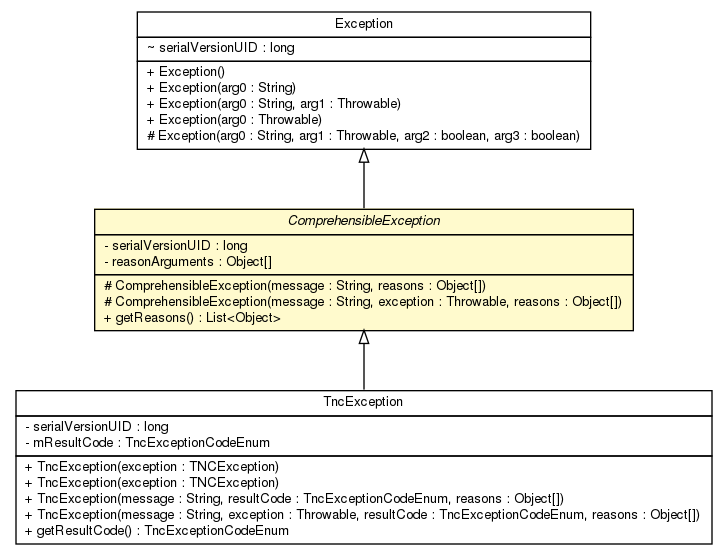 Exception
~ serialVersionUID : long
+ Exception()
+ Exception(arg0 : String)
+ Exception(arg0 : String, arg1 : Throwable)
+ Exception(arg0 : Throwable)
# Exception(arg0 : String, arg1 : Throwable, arg2 : boolean, arg3 : boolean)
ComprehensibleException
- serialVersionUID : long
- reasonArguments : Object[]
# ComprehensibleException(message : String, reasons : Object[])
# ComprehensibleException(message : String, exception : Throwable, reasons : Object[])
+ getReasons() : List<Object>
TncException
- serialVersionUID : long
- mResultCode : TncExceptionCodeEnum
+ TncException(exception : TNCException)
+ TncException(exception : TNCException)
+ TncException(message : String, resultCode : TncExceptionCodeEnum, reasons : Object[])
+ TncException(message : String, exception : Throwable, resultCode : TncExceptionCodeEnum, reasons : Object[])
+ getResultCode() : TncExceptionCodeEnum